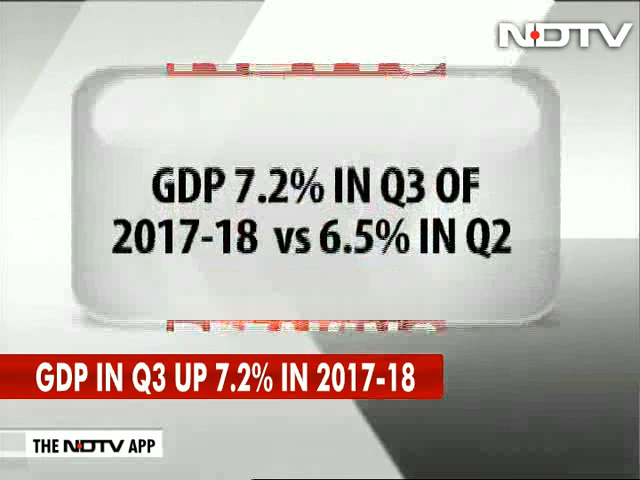 NDTV
GDP 7.2% IN Q3 OF
2017-18 vs 6.5% IN Q2
GDP IN Q3 UP 7.2% IN 2017-18
THE NDTV APP